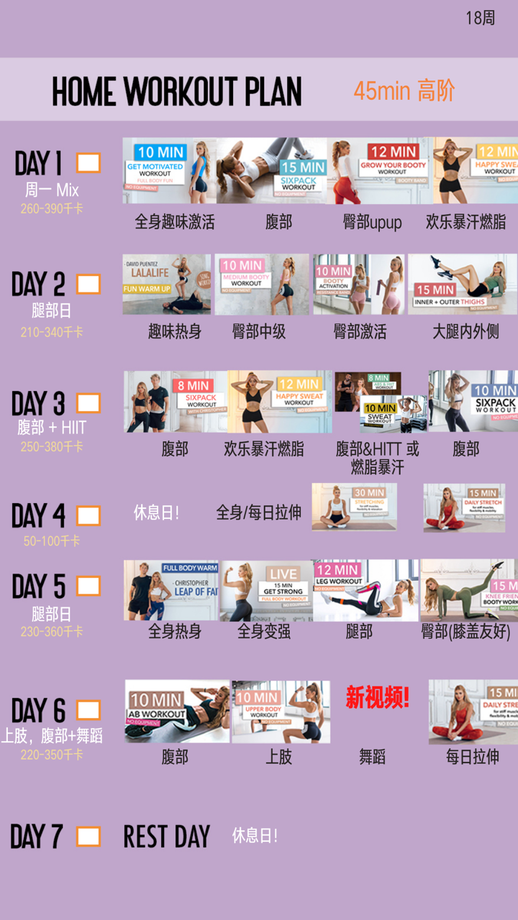 18周
HOME WORKOUT PLAN
45min 高阶
DAY 1
周一 Mix
260-390千卡
10 MIN
GET MOTIVATED
WORKOUT
FULL BODY FUN
NO EQUIPMENT
15 MIN
SIXPACK
WORKOUT
12 MIN
GROW YOUR BOOTY
WORKOUT
NO EQUIPMENT
12 MIN
HAPPY SWEAT
WORKOUT
全身趣味激活
腹部
臀部upup
欢乐暴汗燃脂
DAY 2
腿部日
210-340千卡
DAVID PUENTEZ
LALALIFE
FUN WARM UP
10 MIN
MEDIUM BOOTY
WORKOUT
10 MIN
BOOTY
ACTIVATION
15 MIN
INNER + OUTER THIGHS
趣味热身
臀部中级
臀部激活
大腿内外侧
DAY 3
腹部 + HIIT
250-380千卡
8 MIN
SIXPACK
WORKOUT
12 MIN
HAPPY SWEAT
WORKOUT
8 MIN
10 MIN
SWEAT
WORKOUT
10 MIN
SIXPACK
WORKOUT
腹部
欢乐暴汗燃脂
腹部&HITT 或
燃脂暴汗
腹部
DAY 4
50-100千卡
休息日!
全身/每日拉伸
30 MIN
STRETCHING
15 MIN
DAILY STRETCH
DAY 5
腿部日
230-360千卡
FULL BODY WARM
CHRISTOPHER
LEAP OF FAI
LIVE
15 MIN
GET STRONG
FULL BODY WORKOUT
12 MIN
LEG WORKOUT
NO EQUIPMENT
15 M
KNEE FRIEN
BOOTY WORK
全身热身
全身变强
腿部
臀部(膝盖友好)
DAY 6
上肢，腹部+舞蹈
220-350千卡
10 MIN
AB WORKOUT
NO EQUIPMENT
10 MIN
UPPER BODY
WORKOUT
NO EQUIPMENT
新视频!
15 MI
DAILY STRE
腹部
上肢
舞蹈
每日拉伸
DAY 7
REST DAY
休息日!